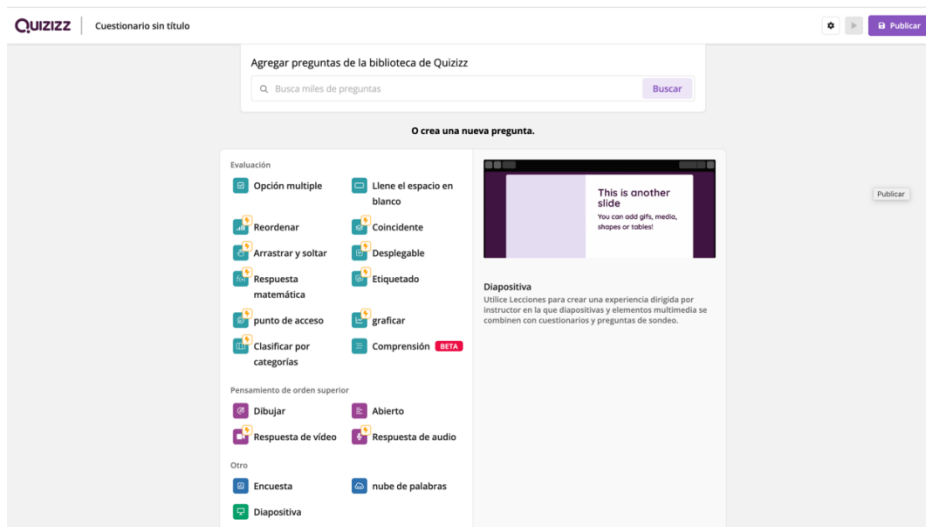 QUIZIZZ
Cuestionario sin título
Publicar
Agregar preguntas de la biblioteca de Quizizz
Busca miles de preguntas
Buscar
O crea una nueva pregunta.
Evaluación
Opción multiple
Llene el espacio en
blanco
Reordenar
Coincidente
Arrastrar y soltar
Desplegable
Respuesta
matemática
Etiquetado
punto de acceso
graficar
Clasificar por
categorías
Comprensión BETA
Pensamiento de orden superior
Dibujar
Abierto
Respuesta de vídeo
Respuesta de audio
Otro
Encuesta
nube de palabras
Diapositiva
This is another
slide
You can add gifs, media,
shapes or tables!
Diapositiva
Utilice Lecciones para crear una experiencia dirigida por
instructor en la que diapositivas y elementos multimedia se
combinen con cuestionarios y preguntas de sondeo.
Publicar